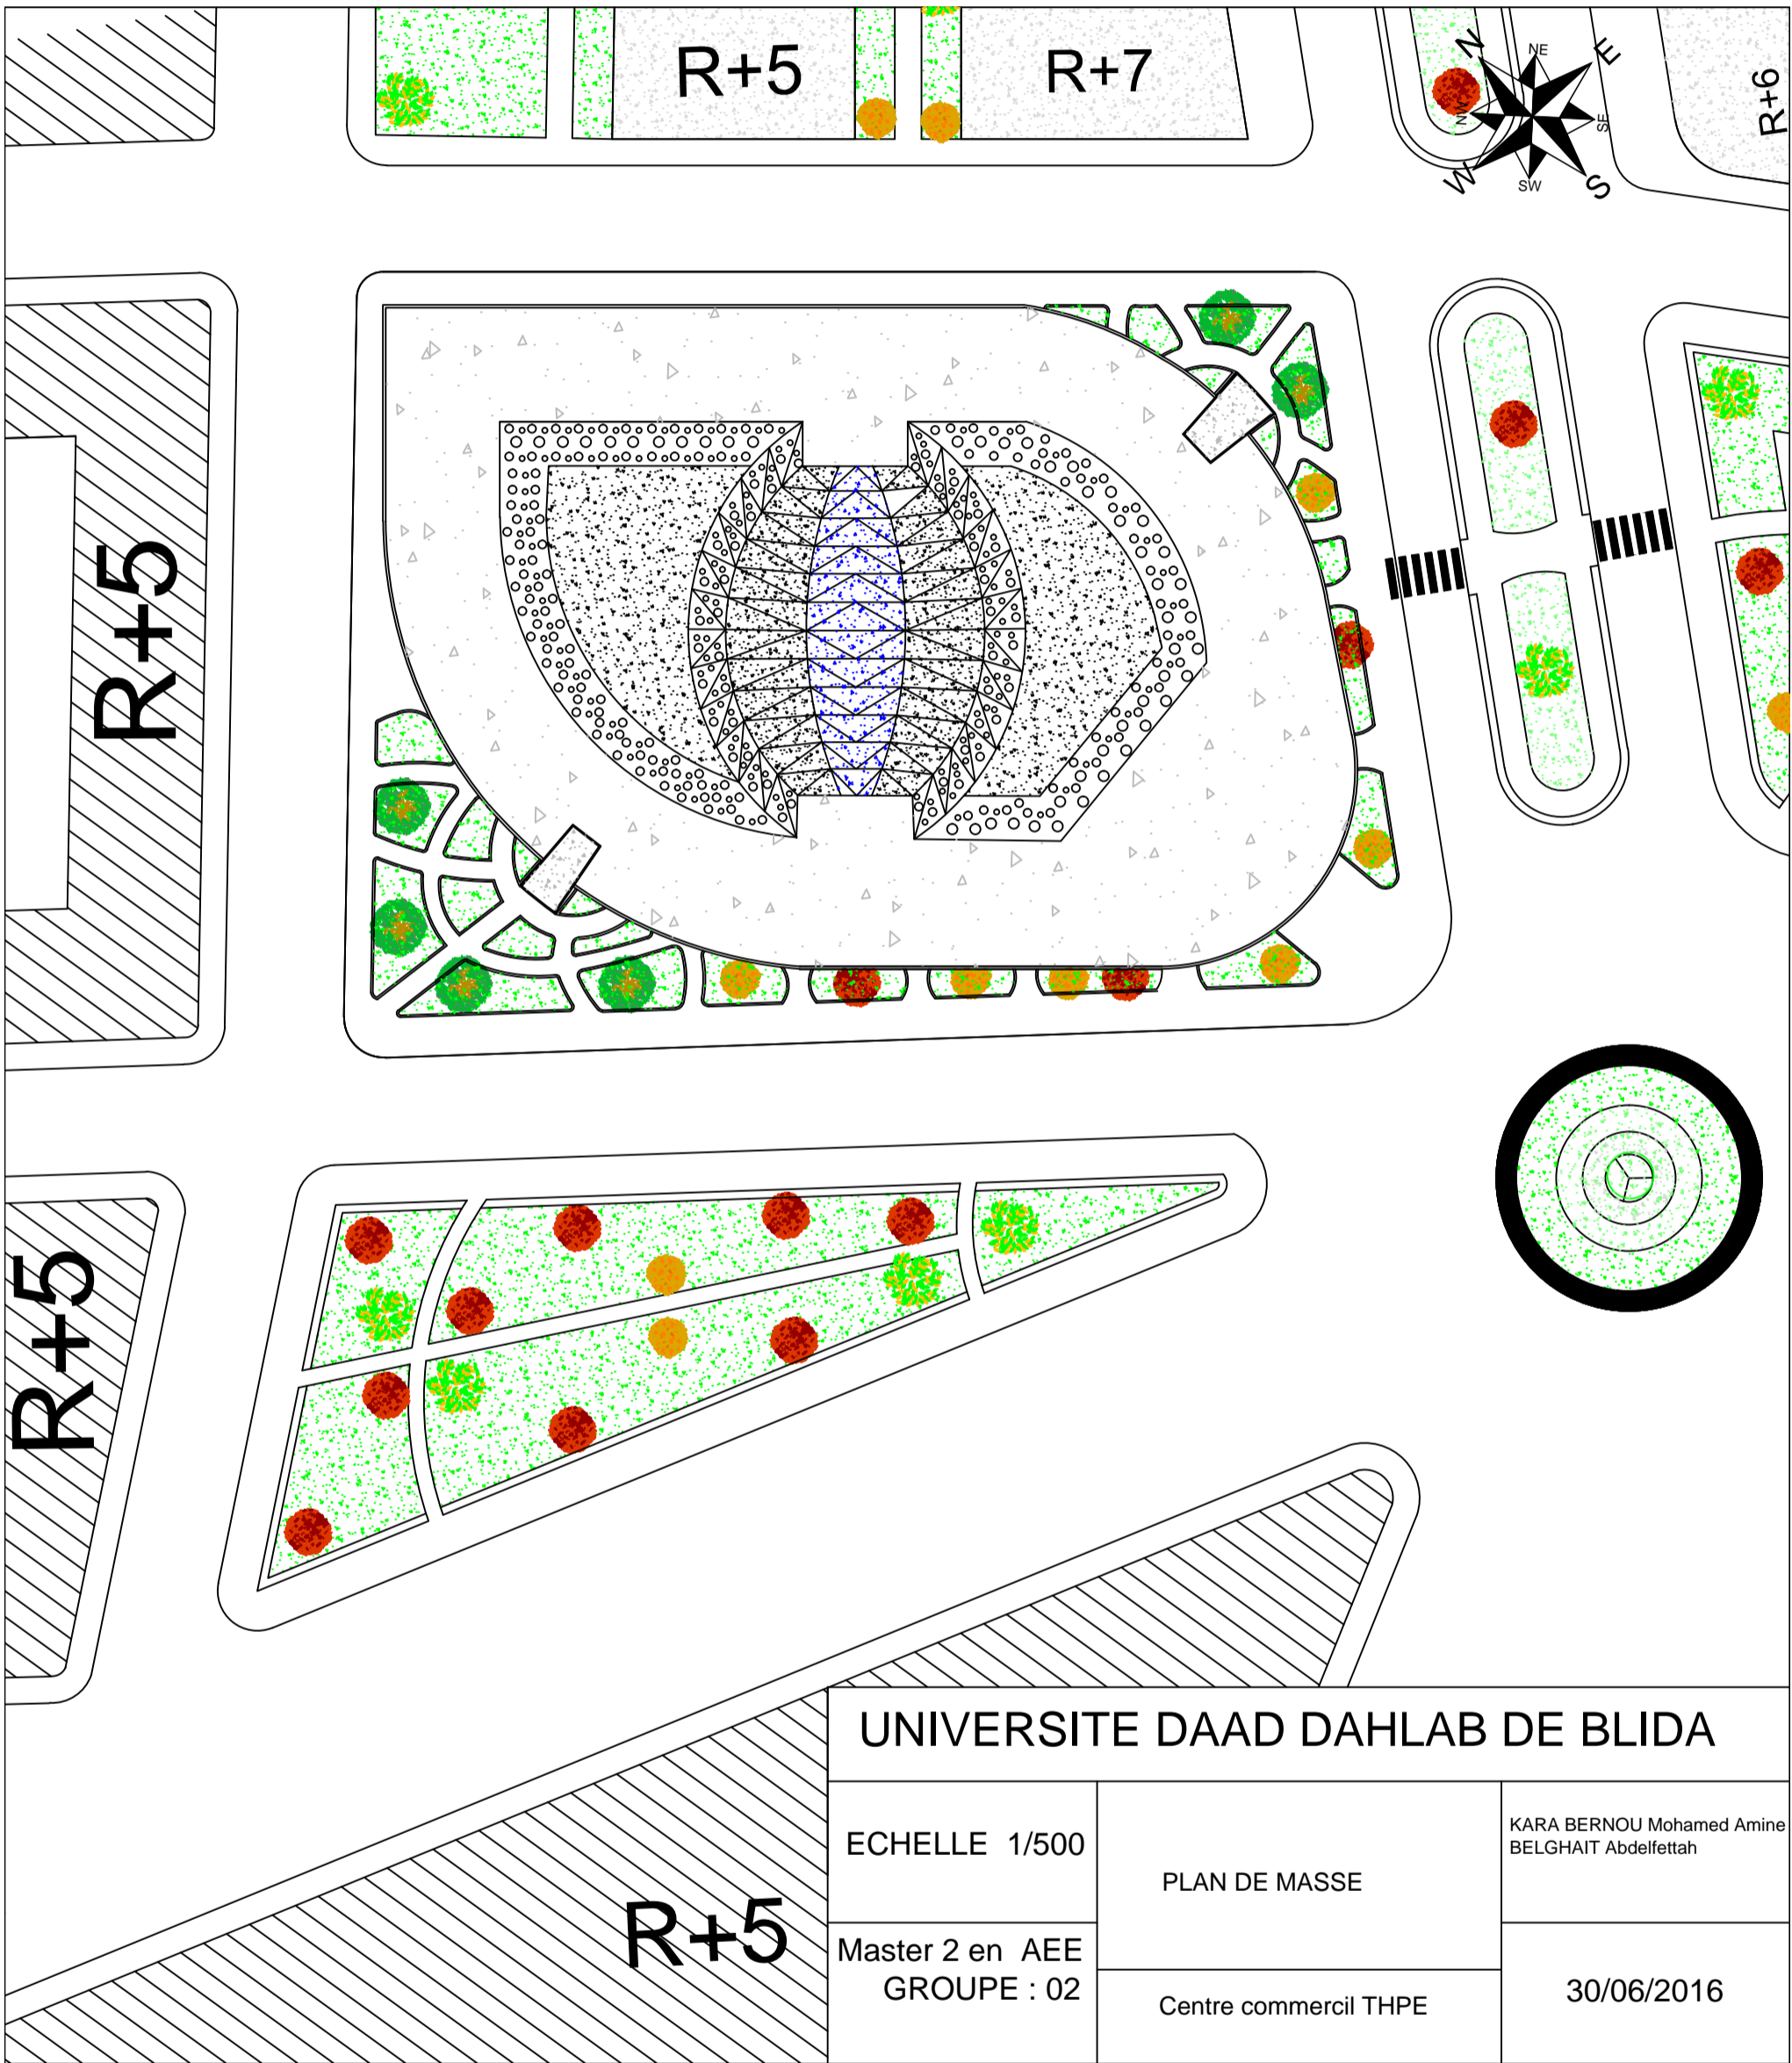 R+5
R+7
R+6
N
NE
E
NW
SE
W
SW
S
R+5
R+5
R+5
UNIVERSITE DAAD DAHLAB DE BLIDA
ECHELLE 1/500
PLAN DE MASSE
KARA BERNOU Mohamed Amine
BELGHAIT Abdelfettah
Master 2 en AEE
GROUPE : 02
Centre commercil THPE
30/06/2016